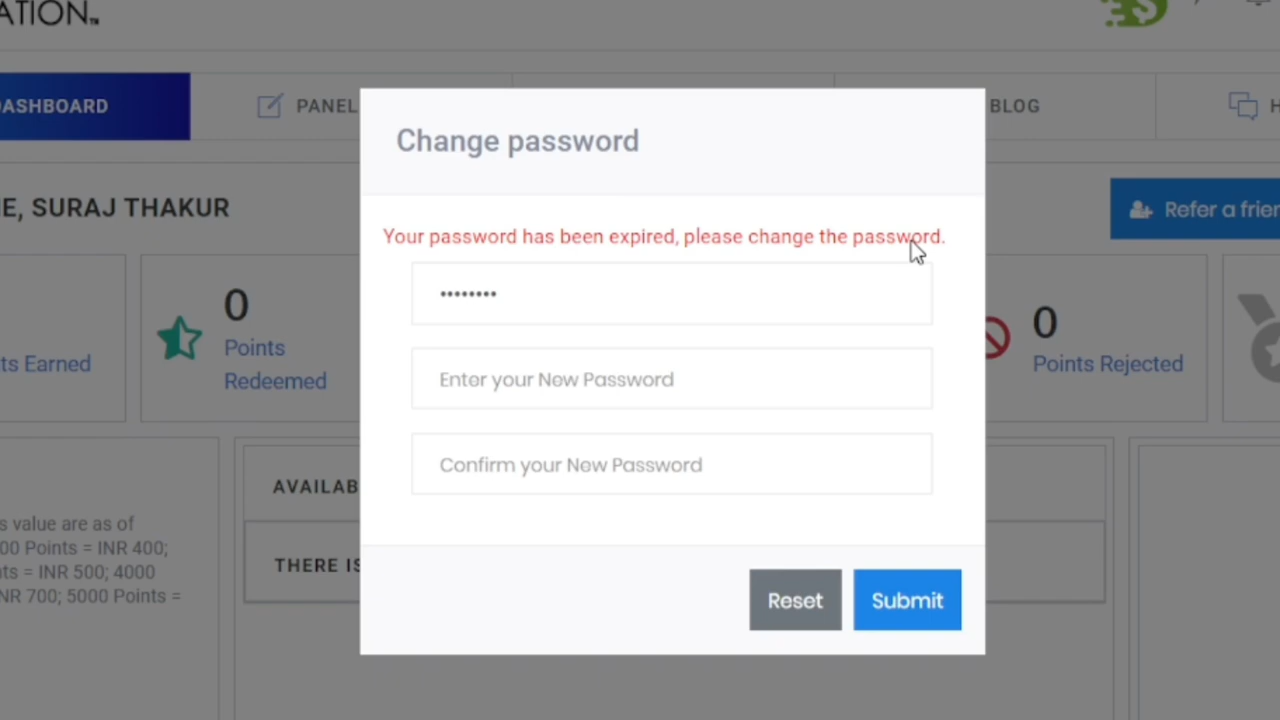 ATION™
DASHBOARD
PANEL
BLOG
H
Change password
E, SURAJ THAKUR
Refer a frien
Your password has been expired, please change the password.
••••••••
0
Points
Redeemed
ts Earned
0
Points Rejected
Enter your New Password
Confirm your New Password
AVAILAB
THERE IS
s value are as of
00 Points = INR 400;
nts = INR 500; 4000
NR 700; 5000 Points =
Reset
Submit